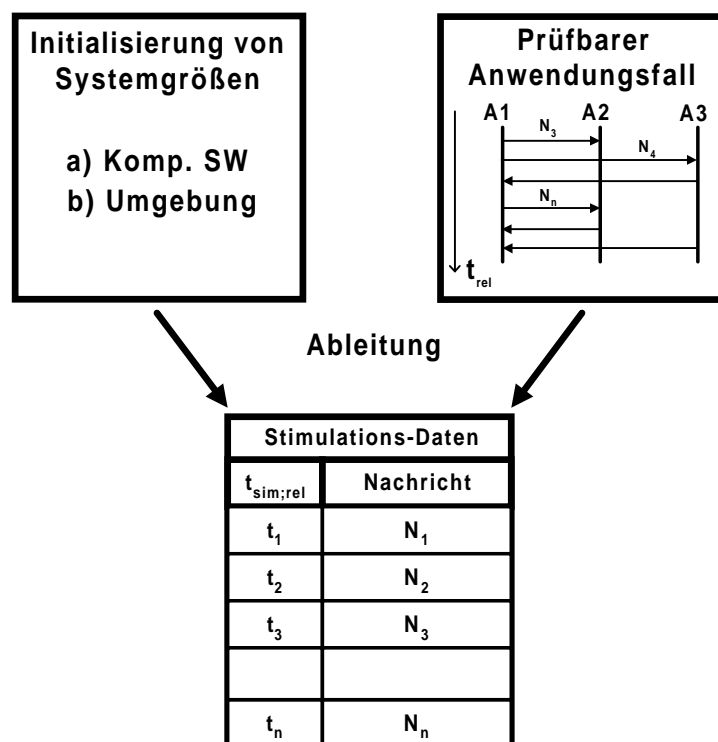 Initialisierung von
Systemgrößen
a) Komp. SW
b) Umgebung
Prüfbarer
Anwendungsfall
A1 A2 A3
N3
N4
Nn
trel
Ableitung
Stimulations-Daten
tsim;rel Nachricht
t1 N1
t2 N2
t3 N3
tn Nn